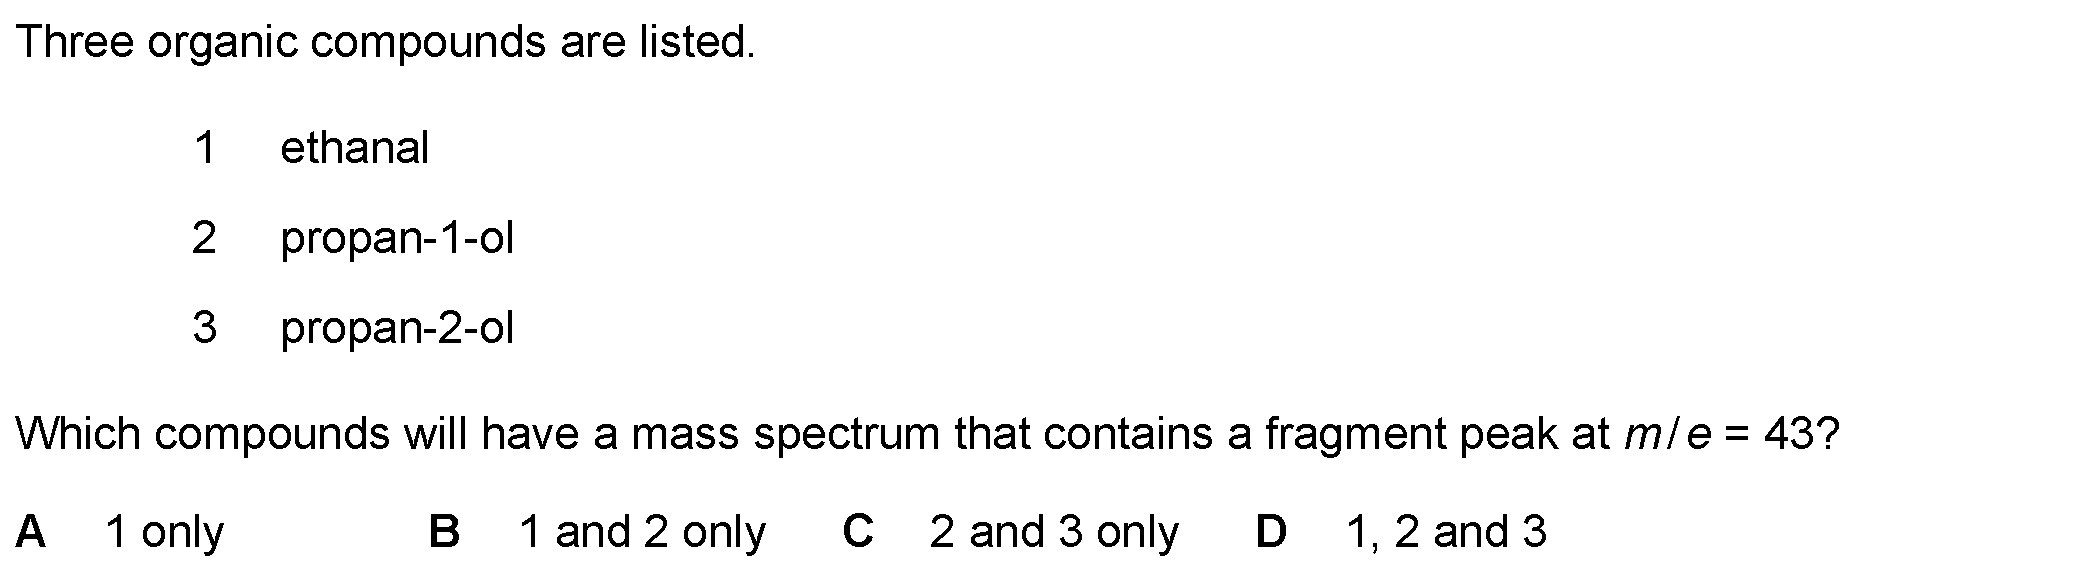 Three organic compounds are listed.
1 ethanal
2 propan-1-ol
3 propan-2-ol
Which compounds will have a mass spectrum that contains a fragment peak at m/e = 43?
A 1 only B 1 and 2 only C 2 and 3 only D 1, 2 and 3